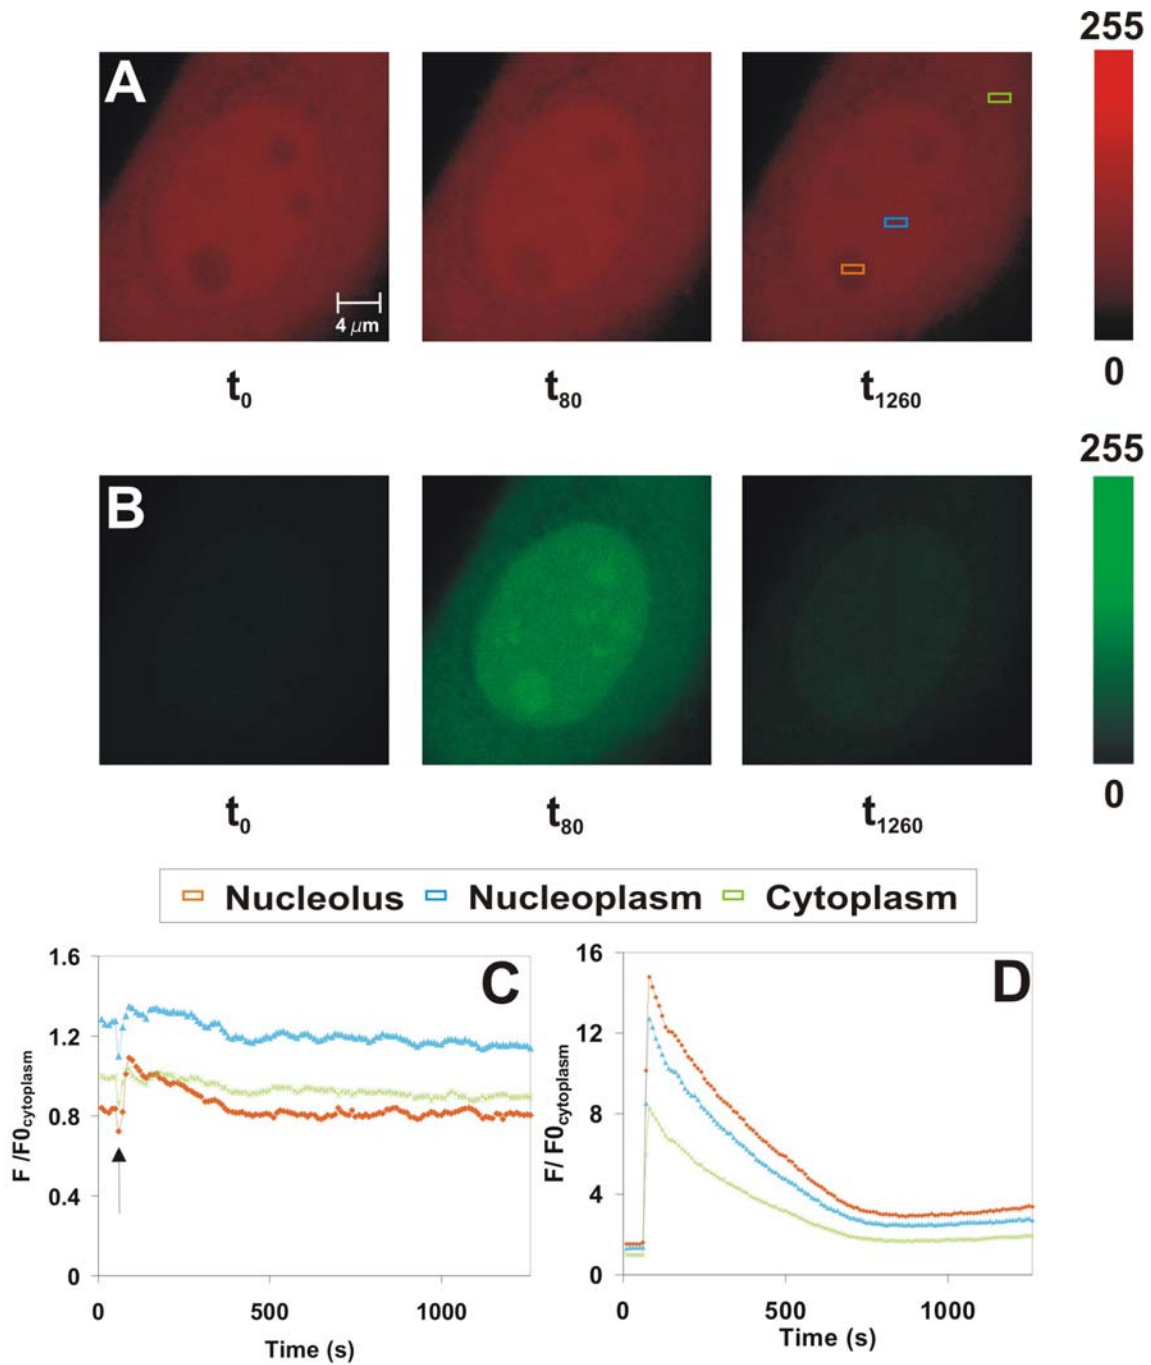 255
A
4 μm
0
t0
t80
t1260
255
B
0
t0
t80
t1260
Nucleolus Nucleoplasm Cytoplasm
C
F /F0cytoplasm
1.6
1.2
0.8
0.4
0
0 500 1000
Time (s)
D
F/ F0cytoplasm
16
12
8
4
0
0 500 1000
Time (s)